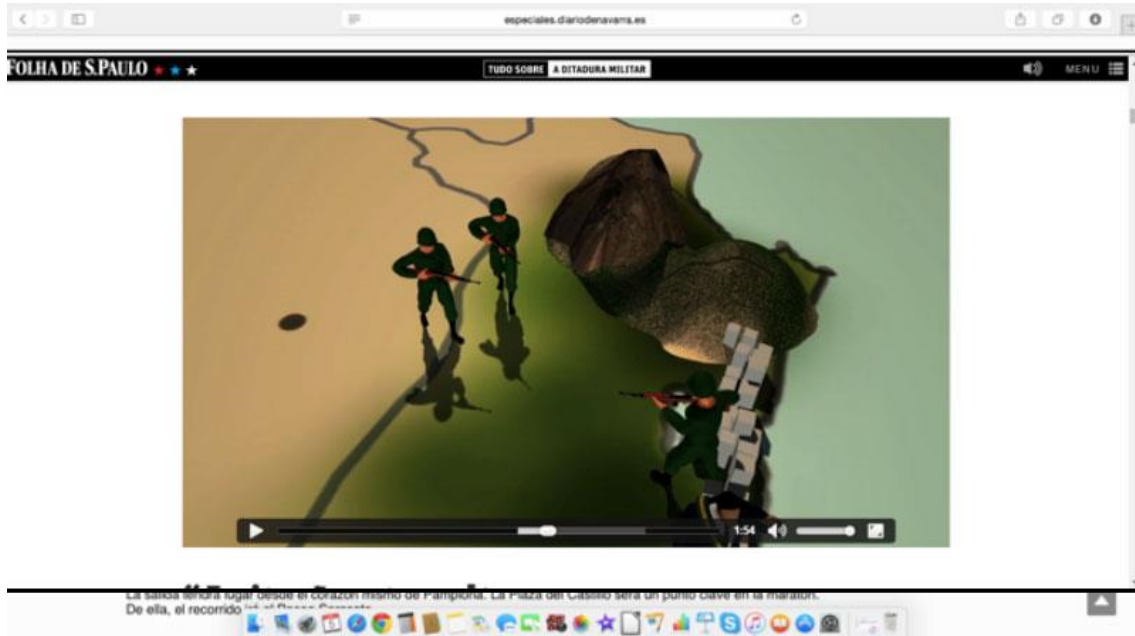 especiales.diariodenavarra.es
FOLHA DE S.PAULO
TUDO SOBRE A DITADURA MILITAR
MENU
1:54
La salida tendrá lugar desde el corazón mismo de Pamplona. La Plaza del Castillo será un punto clave en la maratón.
De ella, el recorrido